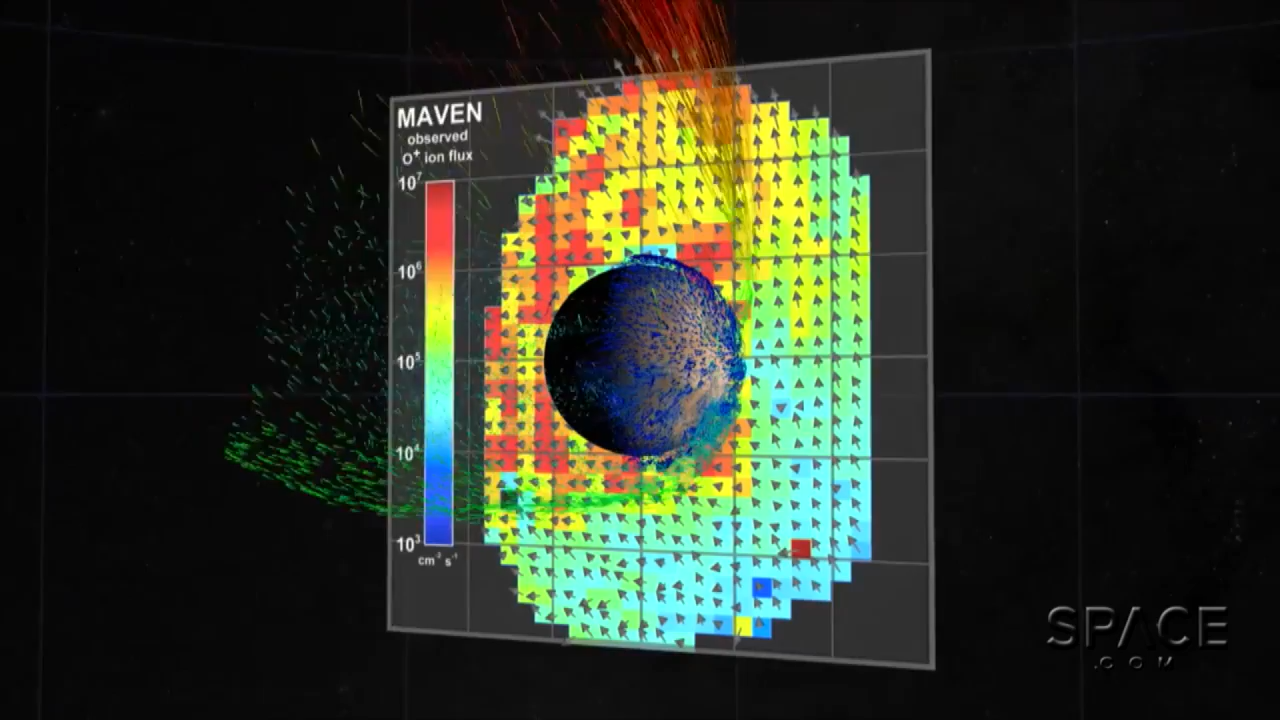 MAVEN
observed
O⁺ ion flux
10⁷
10⁶
10⁵
10⁴
10³
cm⁻² s⁻¹
SPACE
.COM